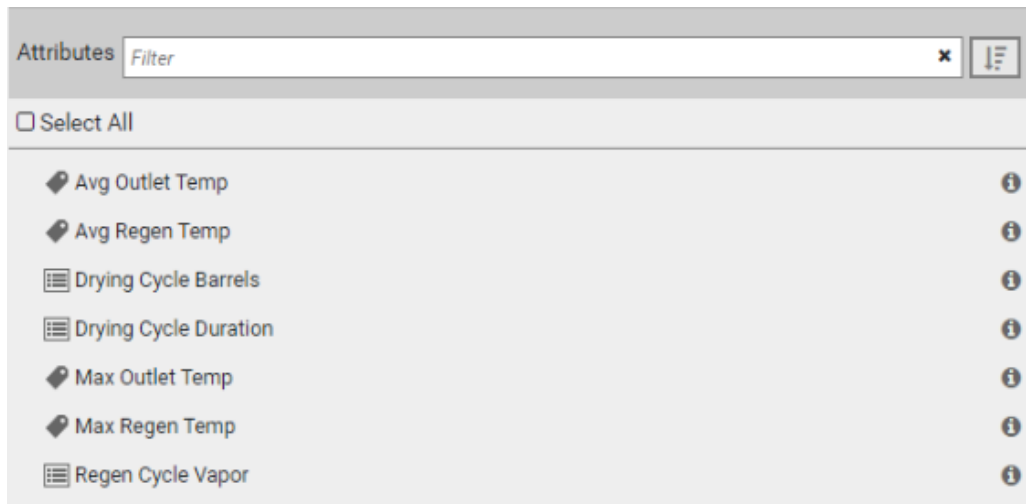 Attributes Filter
Select All
Avg Outlet Temp
Avg Regen Temp
Drying Cycle Barrels
Drying Cycle Duration
Max Outlet Temp
Max Regen Temp
Regen Cycle Vapor